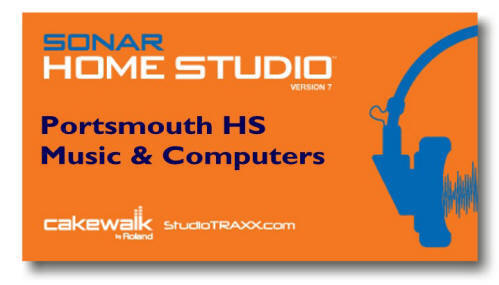 SONAR
HOME STUDIO
VERSION 7
Portsmouth HS
Music & Computers
cakewalk
by Roland
StudioTRAXX.com